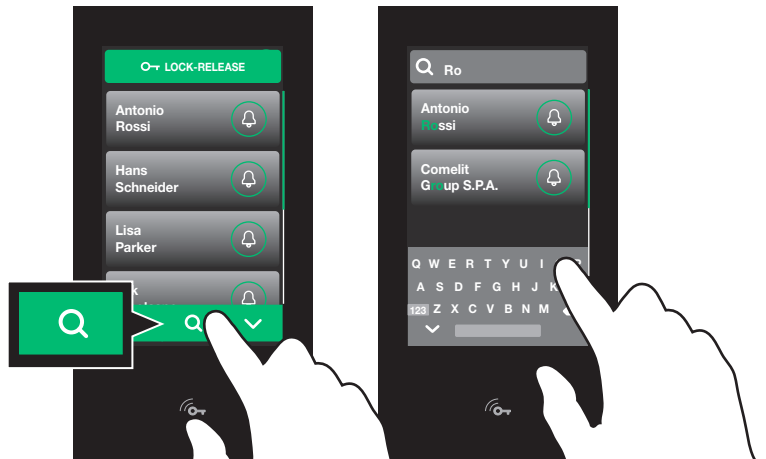 LOCK-RELEASE
Antonio
Rossi
Hans
Schneider
Lisa
Parker
Ro
Antonio
Rossi
Comelit
Group S.P.A.
Q W E R T Y U I P
A S D F G H J K
123 Z X C V B N M